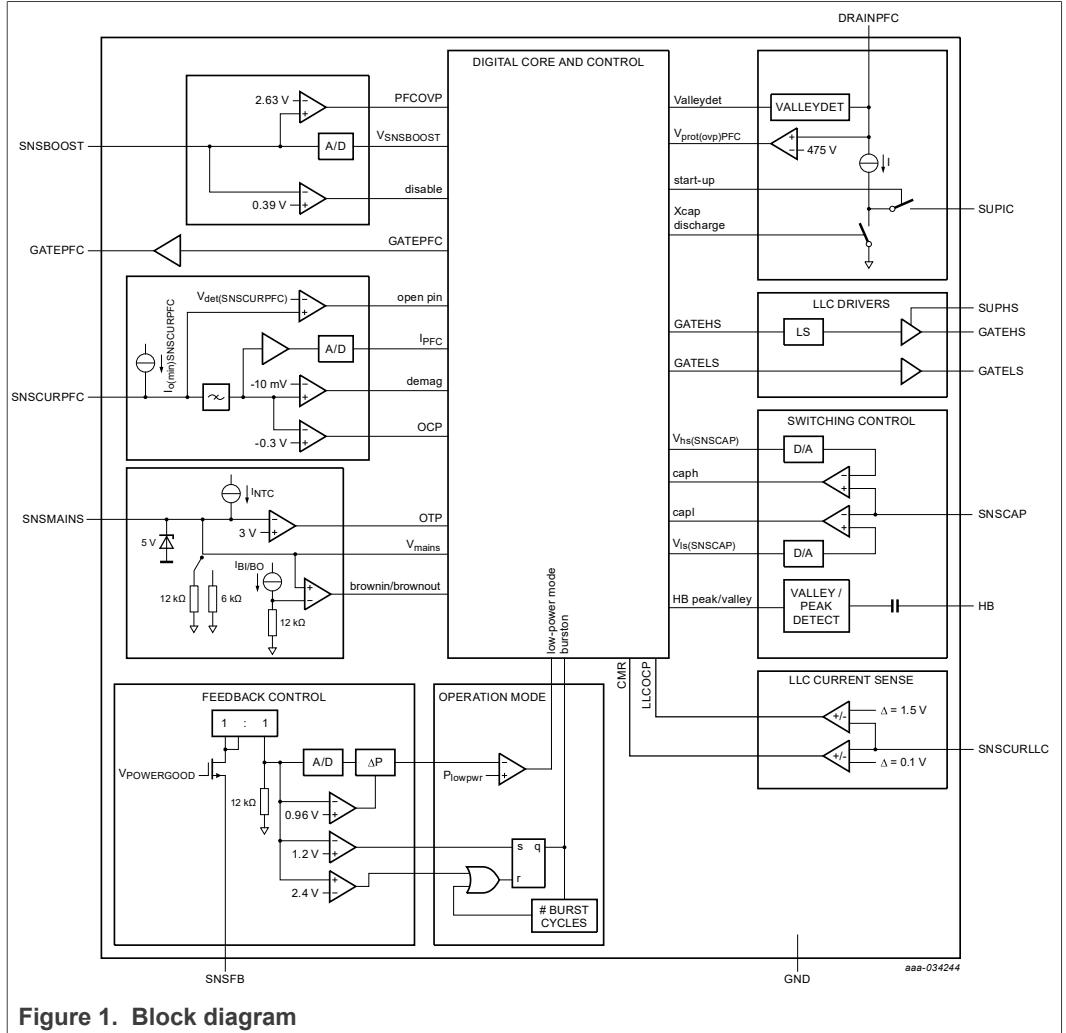 DRAINPFC
DIGITAL CORE AND CONTROL
2.63 V
PFCOVP
SNSBOOST
A/D
VSNSBOOST
0.39 V
disable
Valleydet
VALLEYDET
Vprot(ovp)PFC
475 V
I
start-up
SUPIC
Xcap
discharge
GATEPFC
GATEPFC
Vdet(SNSCURPFC)
open pin
Io(min)SNSCURPFC
A/D
IPFC
SNSCURPFC
-10 mV
demag
-0.3 V
OCP
LLC DRIVERS
SUPHS
GATEHS
LS
GATEHS
GATELS
GATELS
SWITCHING CONTROL
Vhs(SNSCAP)
D/A
caph
capl
SNSCAP
Vls(SNSCAP)
D/A
HB peak/valley
VALLEY /
PEAK
DETECT
HB
INTC
SNSMAINS
3 V
OTP
5 V
Vmains
IBI/BO
brownin/brownout
12 kΩ
6 kΩ
12 kΩ
low-power mode
burston
CMR
LLCOCP
FEEDBACK CONTROL
1 : 1
VPOWERGOOD
A/D
ΔP
12 kΩ
0.96 V
1.2 V
2.4 V
SNSFB
OPERATION MODE
Plowpwr
s q
r
# BURST
CYCLES
LLC CURRENT SENSE
+/-
Δ = 1.5 V
SNSCURLLC
+/-
Δ = 0.1 V
GND
aaa-034244
Figure 1. Block diagram